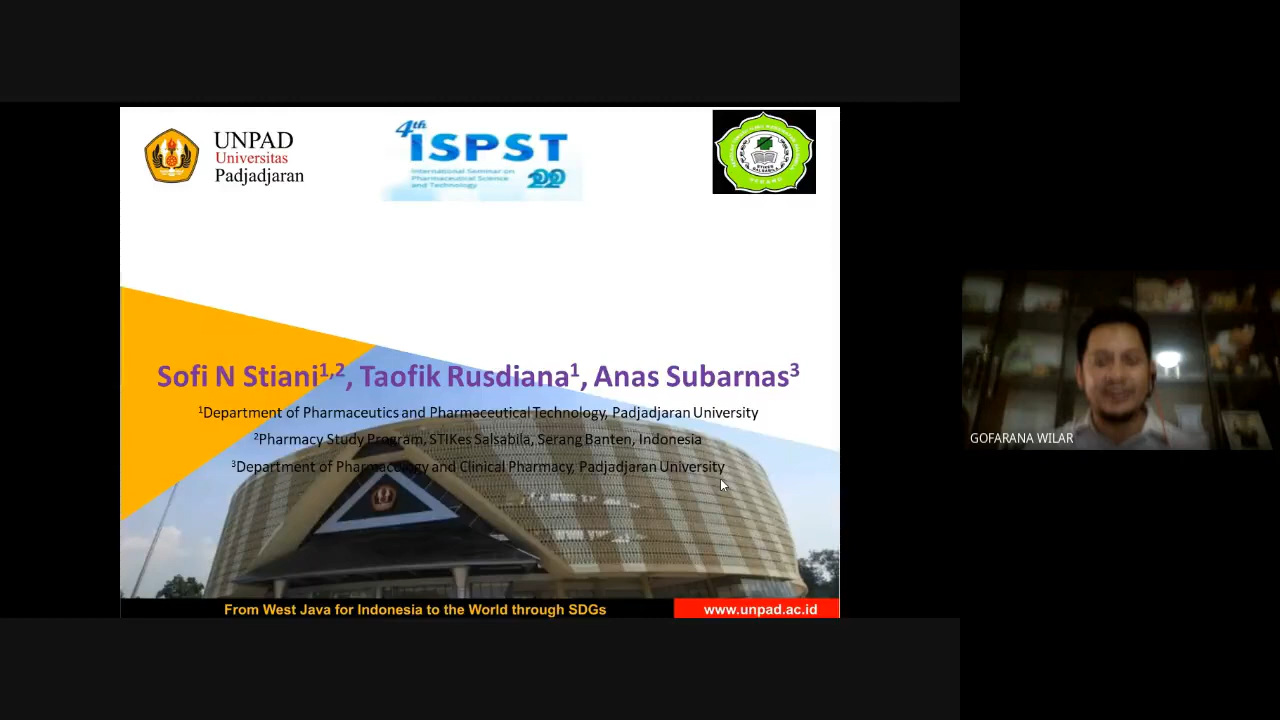 UNPAD
Universitas
Padjadjaran
4th
ISPST
International Seminar on
Pharmaceutical Science
and Technology
Sofi N Stiani1,2, Taofik Rusdiana1, Anas Subarnas3
1Department of Pharmaceutics and Pharmaceutical Technology, Padjadjaran University
2Pharmacy Study Program, STIKes Salsabila, Serang Banten, Indonesia
3Department of Pharmacology and Clinical Pharmacy, Padjadjaran University
From West Java for Indonesia to the World through SDGs
www.unpad.ac.id
GOFARANA WILAR